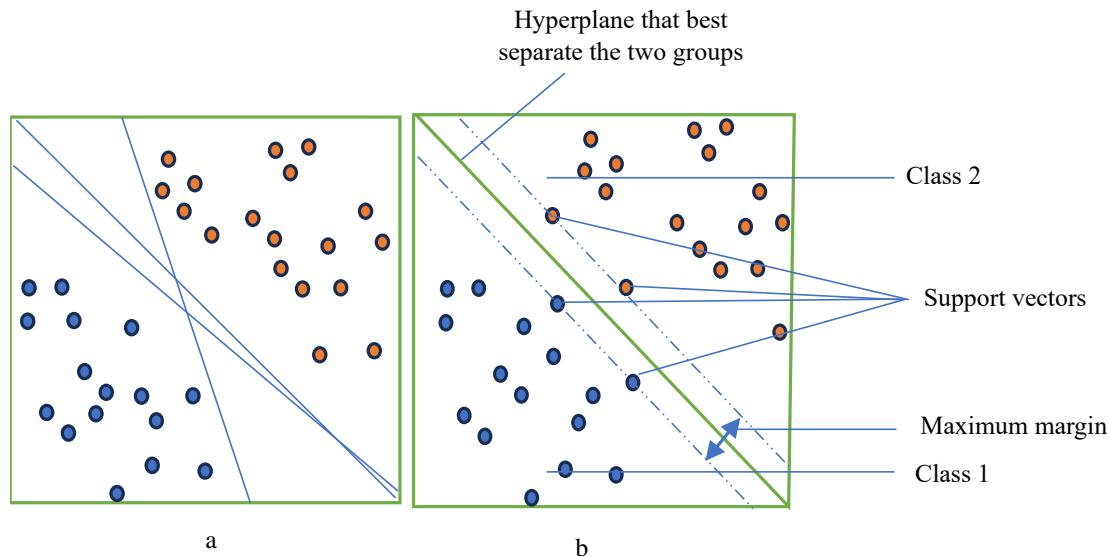 Hyperplane that best
separate the two groups
Class 2
Support vectors
Maximum margin
Class 1
a
b